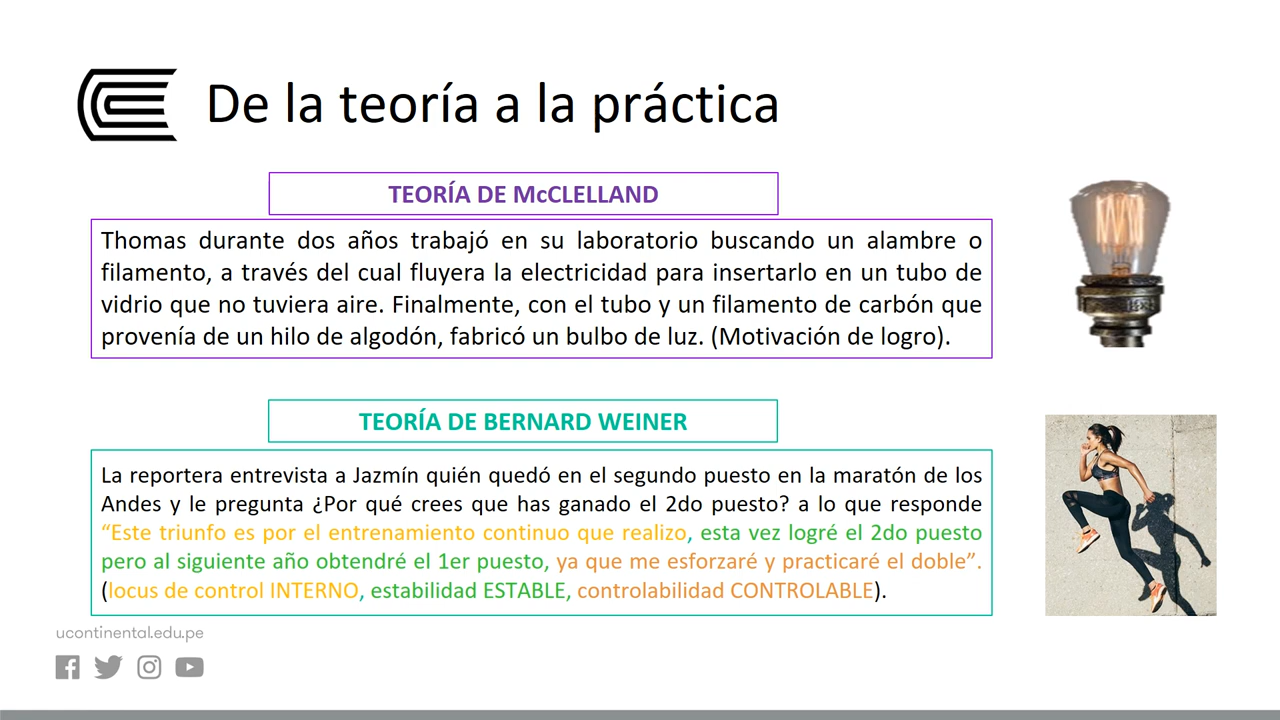 De la teoría a la práctica
TEORÍA DE McCLELLAND
Thomas durante dos años trabajó en su laboratorio buscando un alambre o
filamento, a través del cual fluyera la electricidad para insertarlo en un tubo de
vidrio que no tuviera aire. Finalmente, con el tubo y un filamento de carbón que
provenía de un hilo de algodón, fabricó un bulbo de luz. (Motivación de logro).
TEORÍA DE BERNARD WEINER
La reportera entrevista a Jazmín quién quedó en el segundo puesto en la maratón de los
Andes y le pregunta ¿Por qué crees que has ganado el 2do puesto? a lo que responde
“Este triunfo es por el entrenamiento continuo que realizo, esta vez logré el 2do puesto
pero al siguiente año obtendré el 1er puesto, ya que me esforzaré y practicaré el doble”.
(locus de control INTERNO, estabilidad ESTABLE, controlabilidad CONTROLABLE).
ucontinental.edu.pe